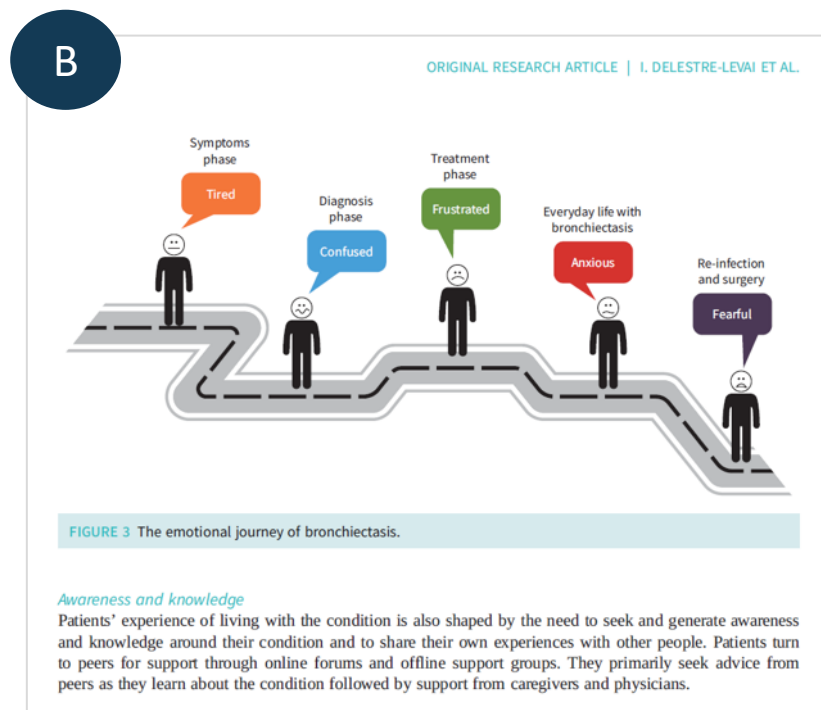 B
ORIGINAL RESEARCH ARTICLE | I. DELESTRE-LEVAI ET AL.
Symptoms
phase
Tired
Diagnosis
phase
Confused
Treatment
phase
Frustrated
Everyday life with
bronchiectasis
Anxious
Re-infection
and surgery
Fearful
FIGURE 3 The emotional journey of bronchiectasis.
Awareness and knowledge
Patients’ experience of living with the condition is also shaped by the need to seek and generate awareness
and knowledge around their condition and to share their own experiences with other people. Patients turn
to peers for support through online forums and offline support groups. They primarily seek advice from
peers as they learn about the condition followed by support from caregivers and physicians.